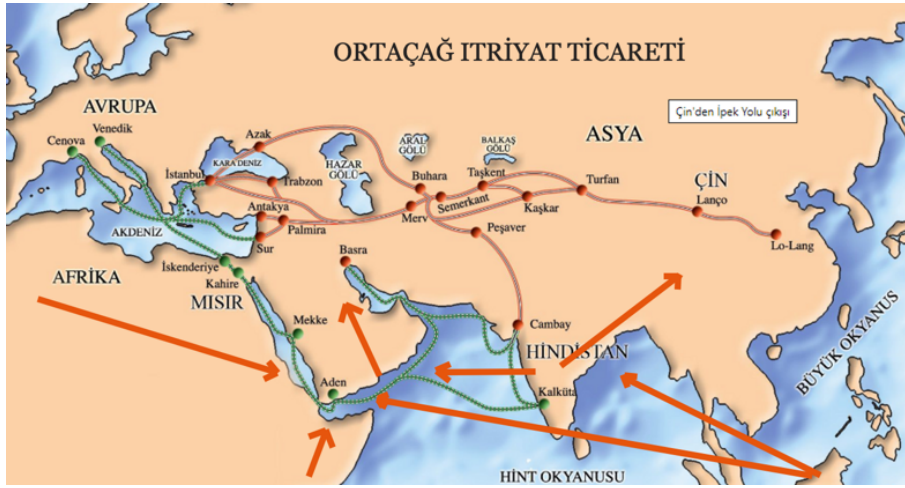 ORTAÇAĞ ITRİYAT TİCARETİ
Çin'den İpek Yolu çıkışı
AVRUPA
Venedik
Cenova
Azak
ASYA
KARA DENİZ
İstanbul
Trabzon
HAZAR
GÖLÜ
ARAL
GÖLÜ
BALKAŞ
GÖLÜ
Taşkent
Buhara
Semerkant
Merv
Kaşkar
Turfan
ÇİN
Lanço
Lo-Lang
Antakya
Palmira
Sur
AKDENİZ
Peşaver
Basra
İskenderiye
Kahire
AFRIKA
MISIR
Mekke
Aden
Cambay
HİNDİSTAN
Kalküta
BÜYÜK OKYANUS
HİNT OKYANUSU